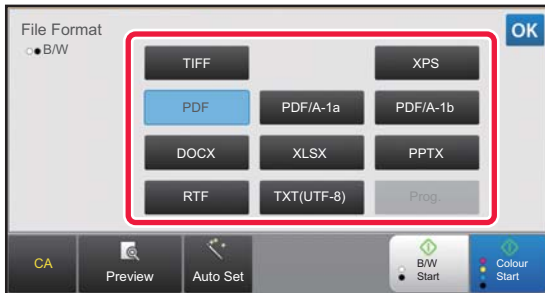 File Format
OK
B/W
TIFF
XPS
PDF
PDF/A-1a
PDF/A-1b
DOCX
XLSX
PPTX
RTF
TXT(UTF-8)
Prog.
CA
Preview
Auto Set
B/W
Start
Colour
Start